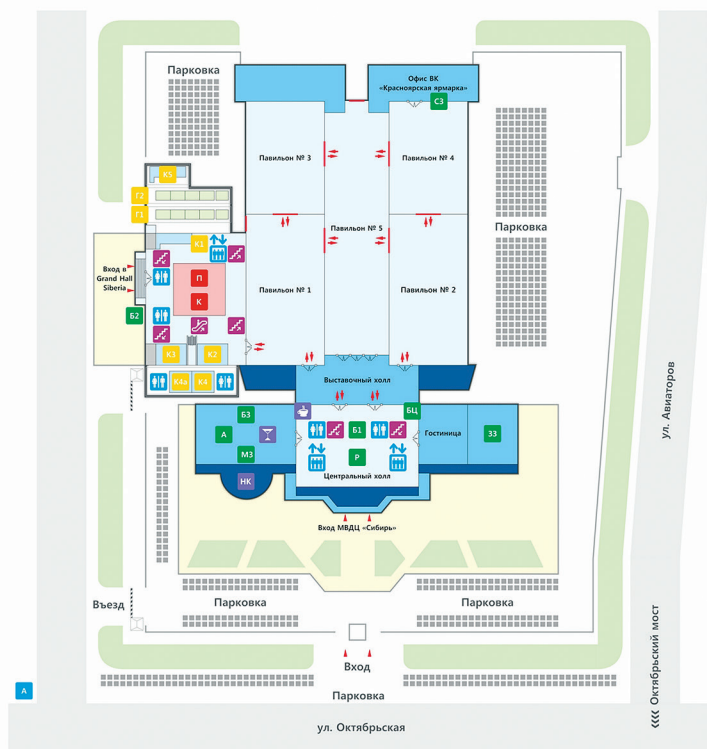 Офис ВК
«Красноярская ярмарка»
Парковка
С3
Павильон № 3
Павильон № 4
К5
Г2
Г1
Парковка
Павильон № 5
К1
Вход в
Grand Hall
Siberia
П
К
Павильон № 1
Павильон № 2
Б2
К3
К2
К4а
К4
Выставочный холл
Б3
БЦ
А
Б1
Гостиница
33
М3
Р
НК
Центральный холл
Вход МВДЦ «Сибирь»
Въезд
Парковка
Парковка
Вход
А
Парковка
ул. Октябрьская
ул. Авиаторов
<<<< Октябрьский мост